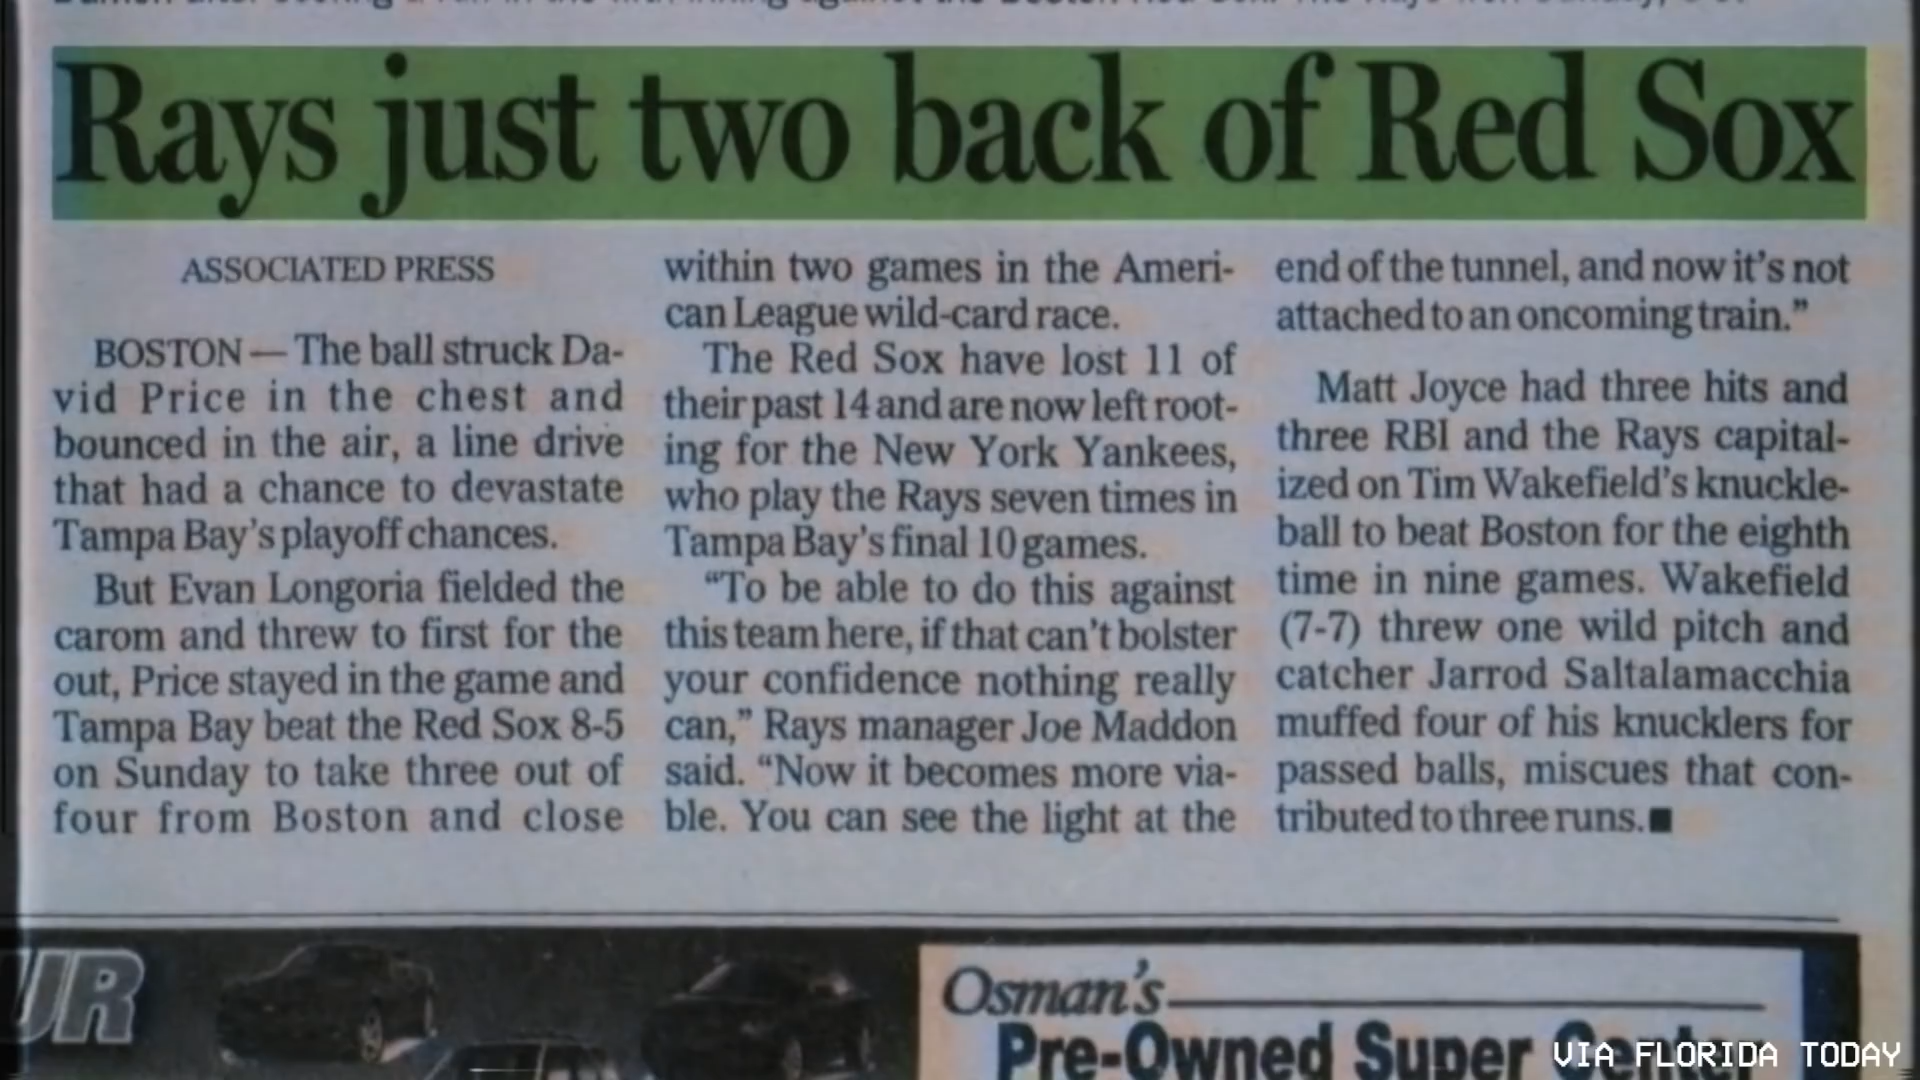 Rays just two back of Red Sox
ASSOCIATED PRESS
BOSTON — The ball struck Da-
vid Price in the chest and
bounced in the air, a line drive
that had a chance to devastate
Tampa Bay's playoff chances.
But Evan Longoria fielded the
carom and threw to first for the
out, Price stayed in the game and
Tampa Bay beat the Red Sox 8-5
on Sunday to take three out of
four from Boston and close
within two games in the Ameri-
can League wild-card race.
The Red Sox have lost 11 of
their past 14 and are now left root-
ing for the New York Yankees,
who play the Rays seven times in
Tampa Bay's final 10 games.
“To be able to do this against
this team here, if that can't bolster
your confidence nothing really
can,” Rays manager Joe Maddon
said. “Now it becomes more via-
ble. You can see the light at the
end of the tunnel, and now it's not
attached to an oncoming train.”
Matt Joyce had three hits and
three RBI and the Rays capital-
ized on Tim Wakefield's knuckle-
ball to beat Boston for the eighth
time in nine games. Wakefield
(7-7) threw one wild pitch and
catcher Jarrod Saltalamacchia
muffed four of his knucklers for
passed balls, miscues that con-
tributed to three runs.■
UR
Osman's
Pre-Owned Super Center
VIA FLORIDA TODAY